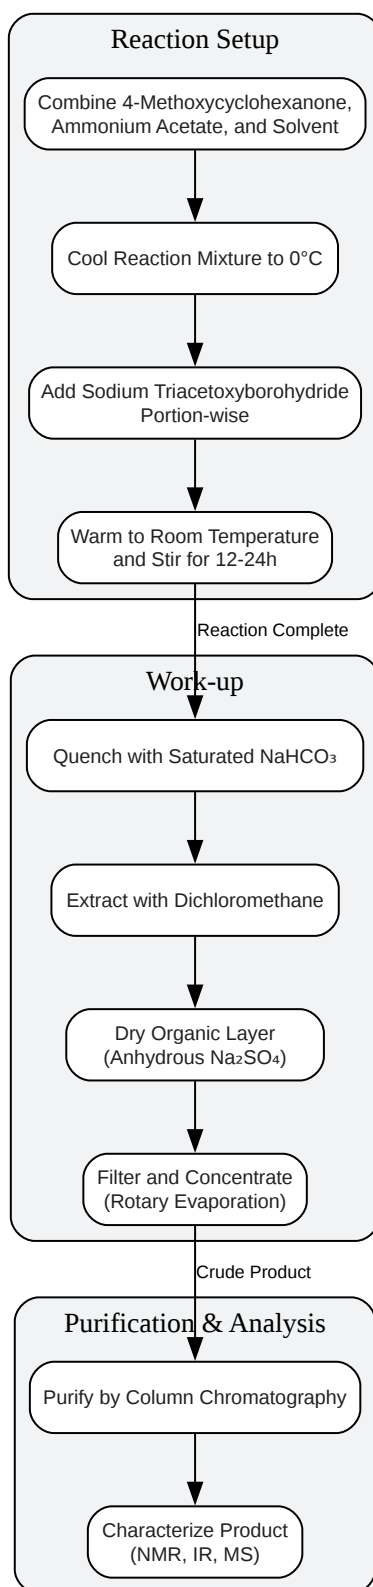 Reaction Setup
Combine 4-Methoxycyclohexanone,
Ammonium Acetate, and Solvent
Cool Reaction Mixture to 0°C
Add Sodium Triacetoxyborohydride
Portion-wise
Warm to Room Temperature
and Stir for 12-24h
Reaction Complete
Work-up
Quench with Saturated NaHCO₃
Extract with Dichloromethane
Dry Organic Layer
(Anhydrous Na₂SO₄)
Filter and Concentrate
(Rotary Evaporation)
Crude Product
Purification & Analysis
Purify by Column Chromatography
Characterize Product
(NMR, IR, MS)